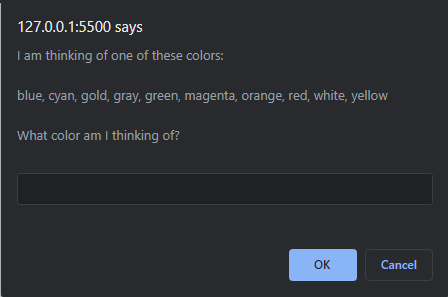 127.0.0.1:5500 says
I am thinking of one of these colors:
blue, cyan, gold, gray, green, magenta, orange, red, white, yellow
What color am I thinking of?
OK
Cancel